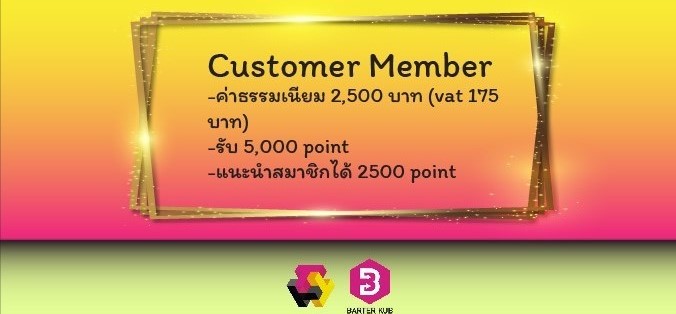 Customer Member
-ค่าธรรมเนียม 2,500 บาท (vat 175
บาท)
-รับ 5,000 point
-แนะนำสมาชิกได้ 2500 point
BARTER KUB